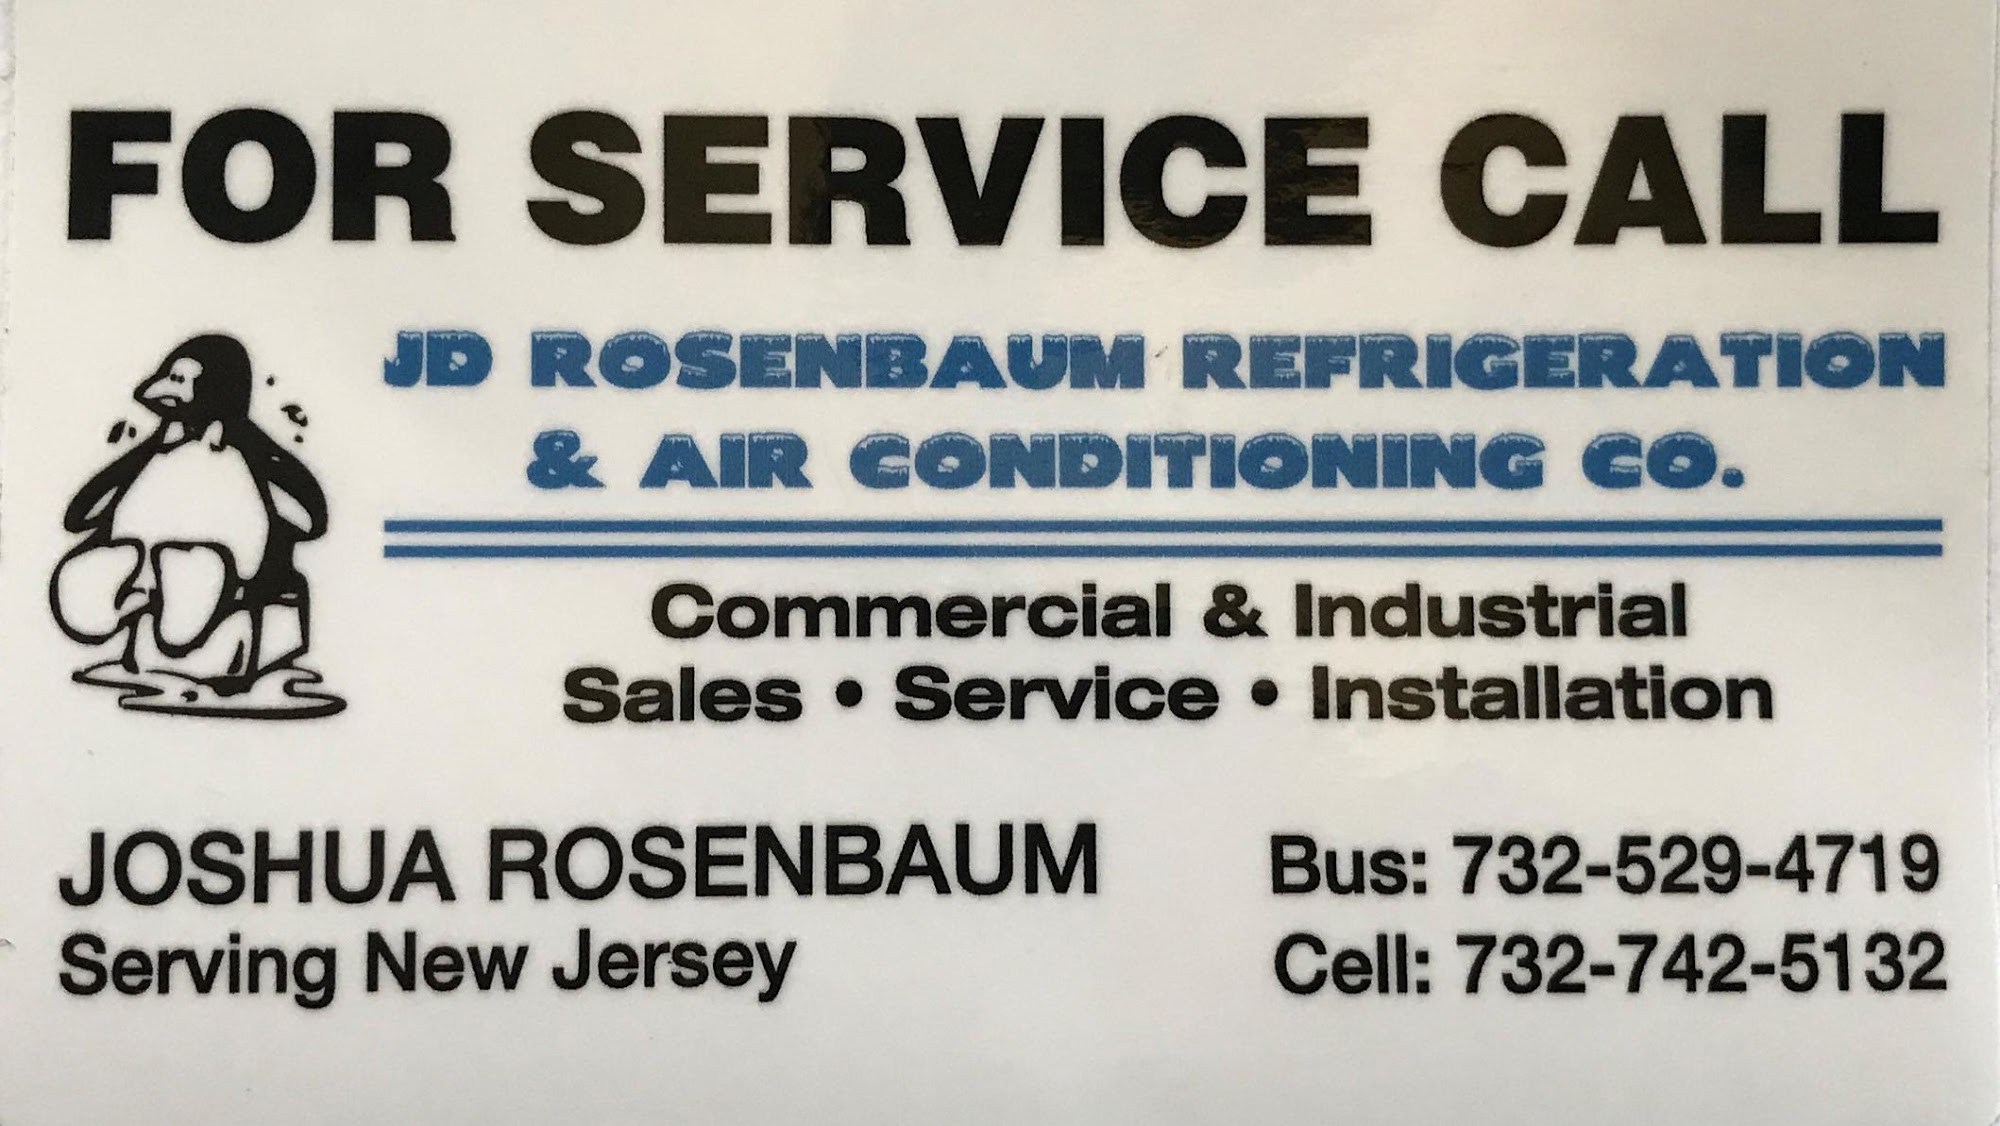 FOR SERVICE CALL
JD ROSENBAUM REFRIGERATION
& AIR CONDITIONING CO.
Commercial & Industrial
Sales • Service • Installation
JOSHUA ROSENBAUM
Serving New Jersey
Bus: 732-529-4719
Cell: 732-742-5132